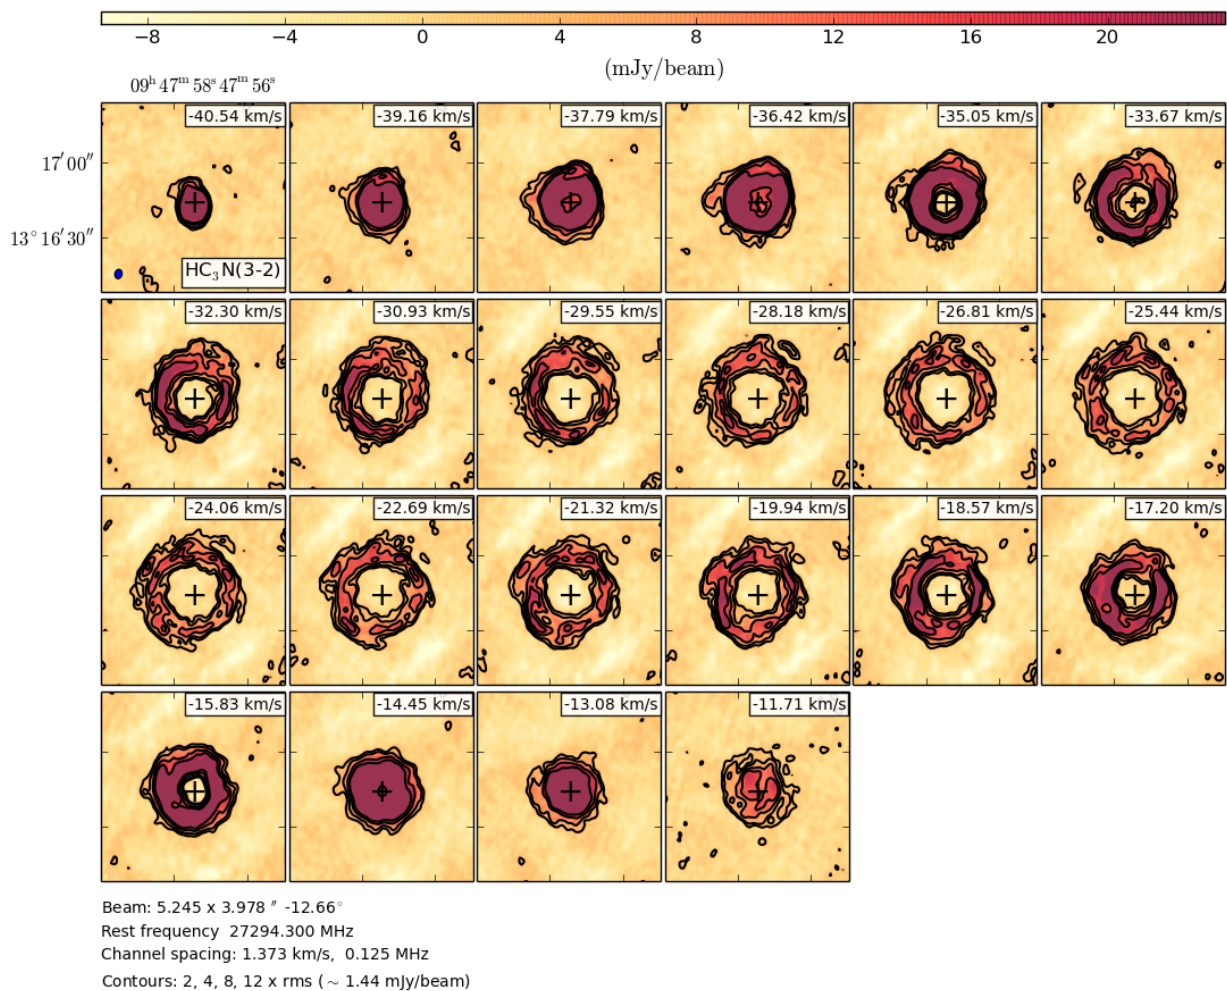 −8 −4 0 4 8 12 16 20
(mJy/beam)
09ʰ 47ᵐ 58ˢ 47ᵐ 56ˢ
-40.54 km/s -39.16 km/s -37.79 km/s -36.42 km/s -35.05 km/s -33.67 km/s
17′ 00″
13° 16′ 30″
HC₃N(3-2)
-32.30 km/s -30.93 km/s -29.55 km/s -28.18 km/s -26.81 km/s -25.44 km/s
-24.06 km/s -22.69 km/s -21.32 km/s -19.94 km/s -18.57 km/s -17.20 km/s
-15.83 km/s -14.45 km/s -13.08 km/s -11.71 km/s
Beam: 5.245 x 3.978 ″ -12.66°
Rest frequency 27294.300 MHz
Channel spacing: 1.373 km/s, 0.125 MHz
Contours: 2, 4, 8, 12 x rms (∼ 1.44 mJy/beam)